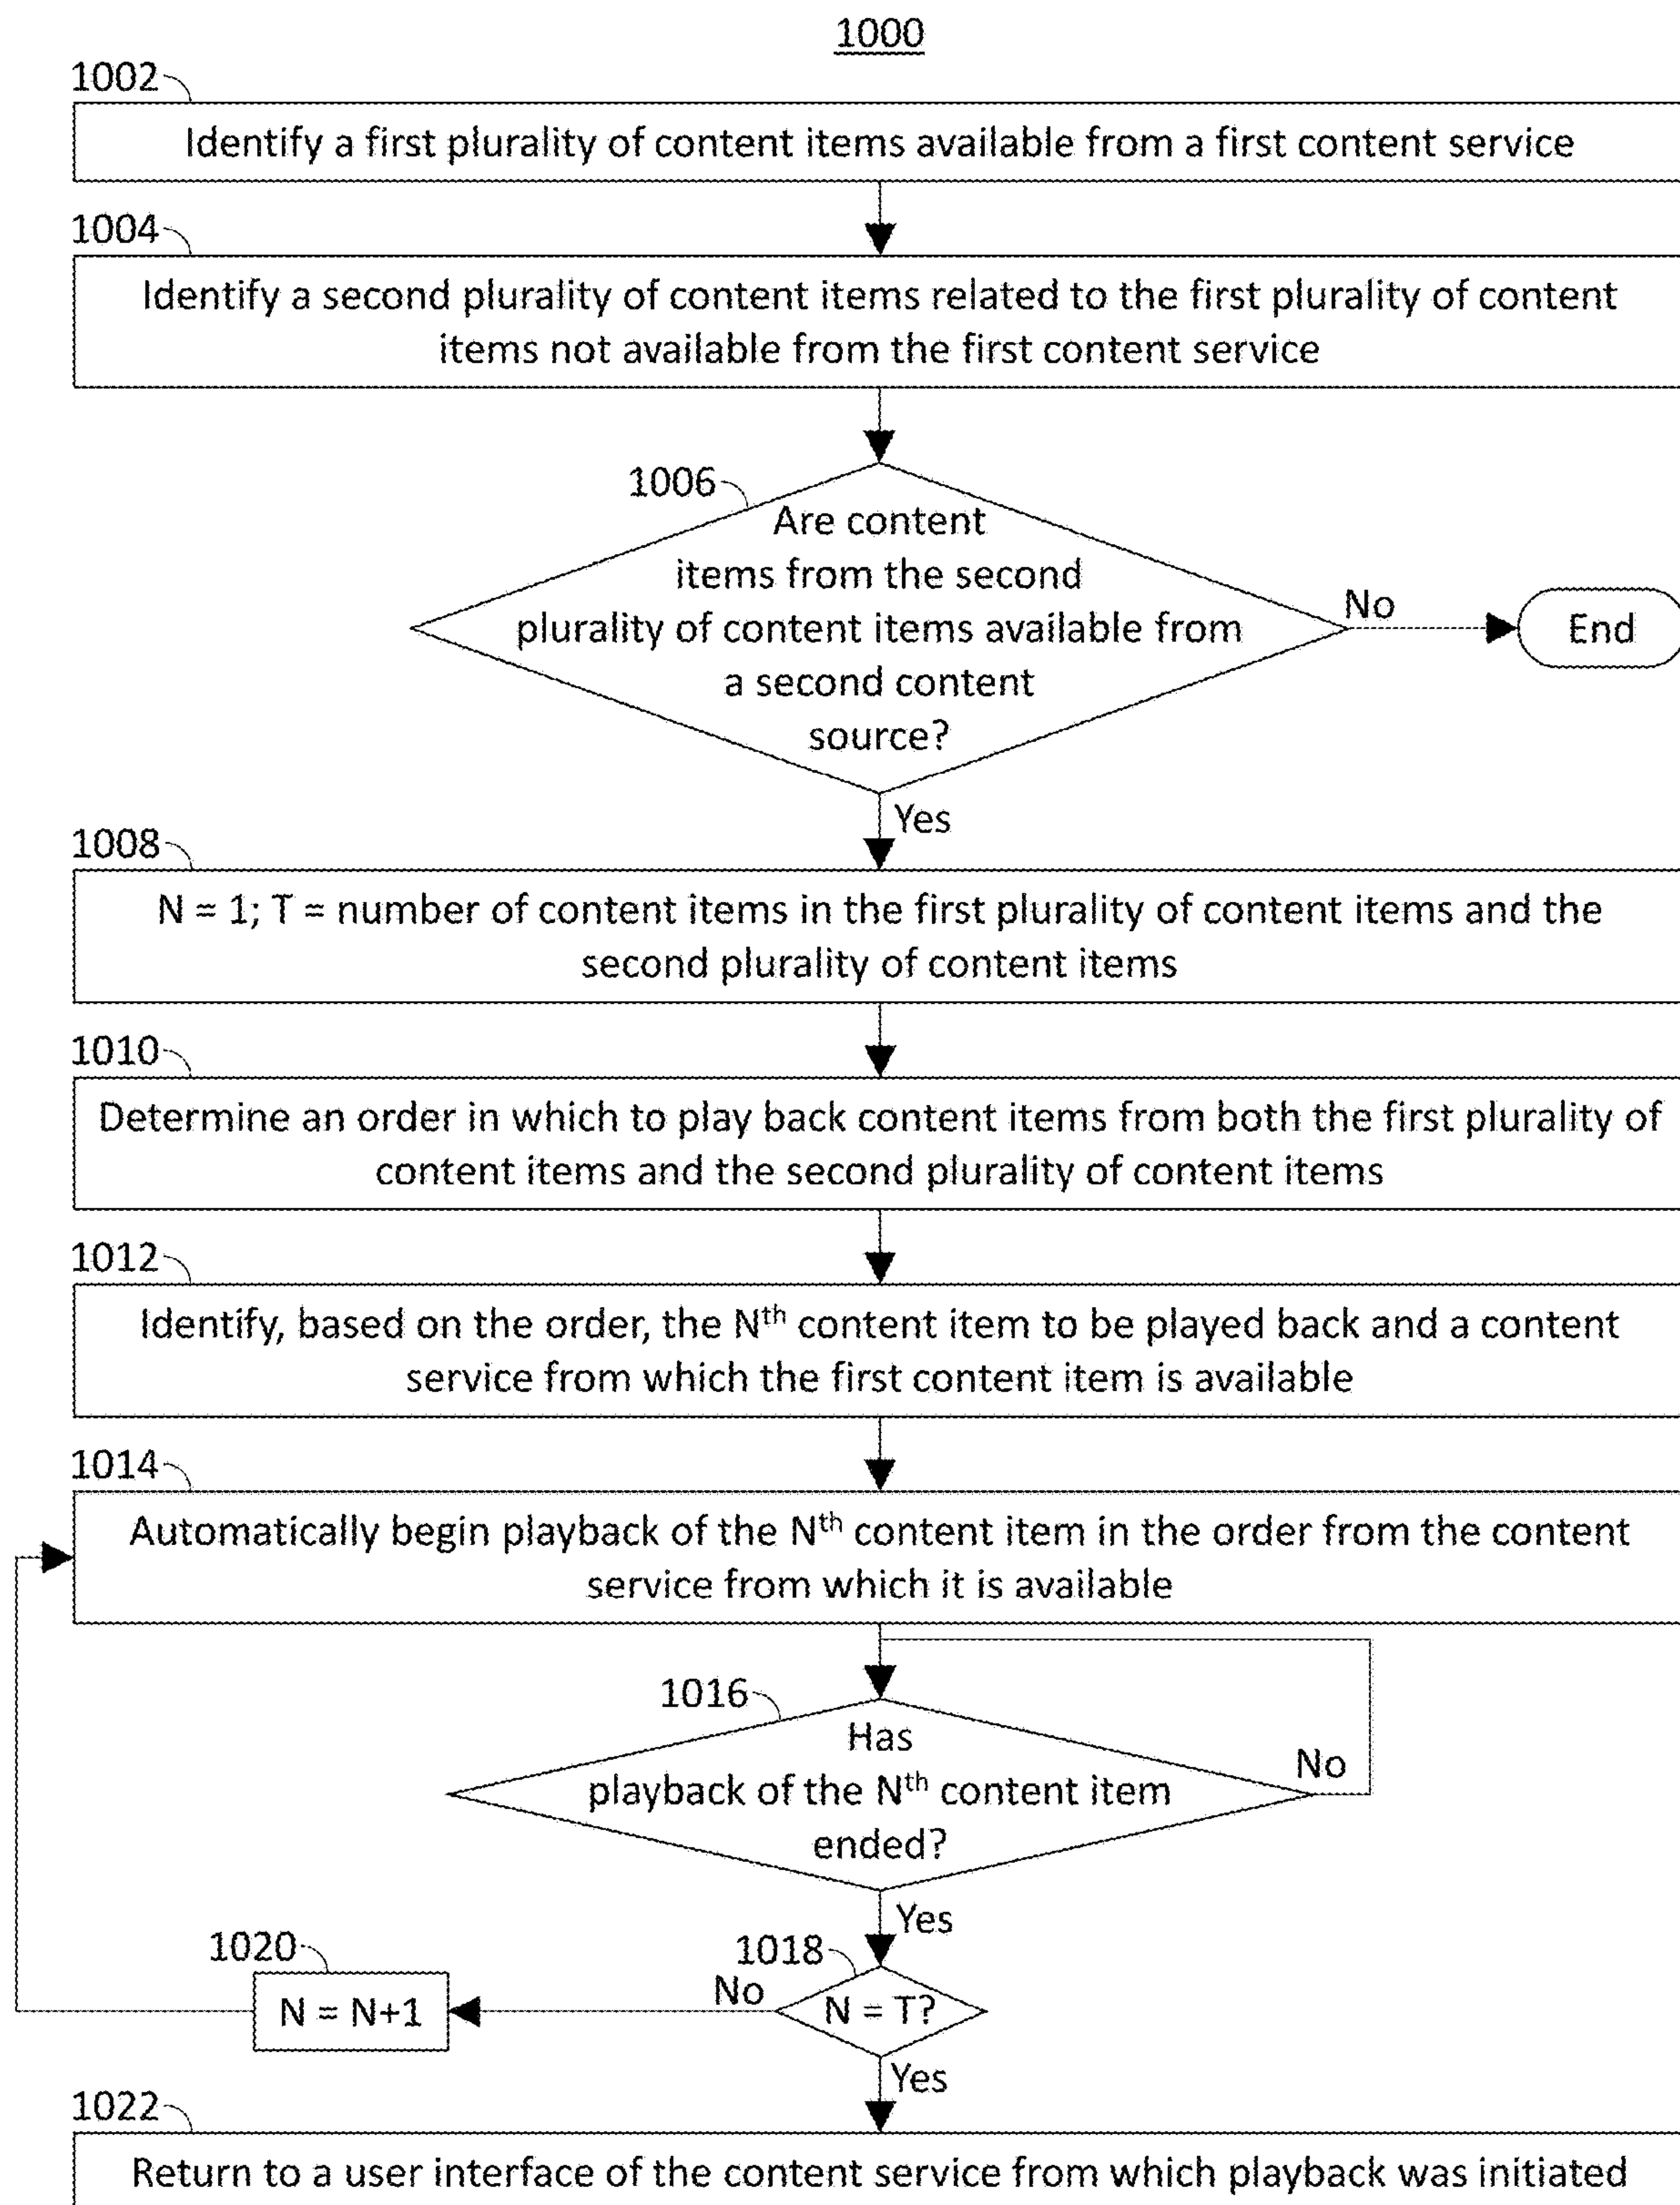 1000
1002
Identify a first plurality of content items available from a first content service
1004
Identify a second plurality of content items related to the first plurality of content
items not available from the first content service
1006
Are content
items from the second
plurality of content items available from
a second content
source?
No
End
Yes
1008
N = 1; T = number of content items in the first plurality of content items and the
second plurality of content items
1010
Determine an order in which to play back content items from both the first plurality of
content items and the second plurality of content items
1012
Identify, based on the order, the Nth content item to be played back and a content
service from which the first content item is available
1014
Automatically begin playback of the Nth content item in the order from the content
service from which it is available
1016
Has
playback of the Nth content item
ended?
No
Yes
1018
N = T?
No
1020
N = N+1
Yes
1022
Return to a user interface of the content service from which playback was initiated